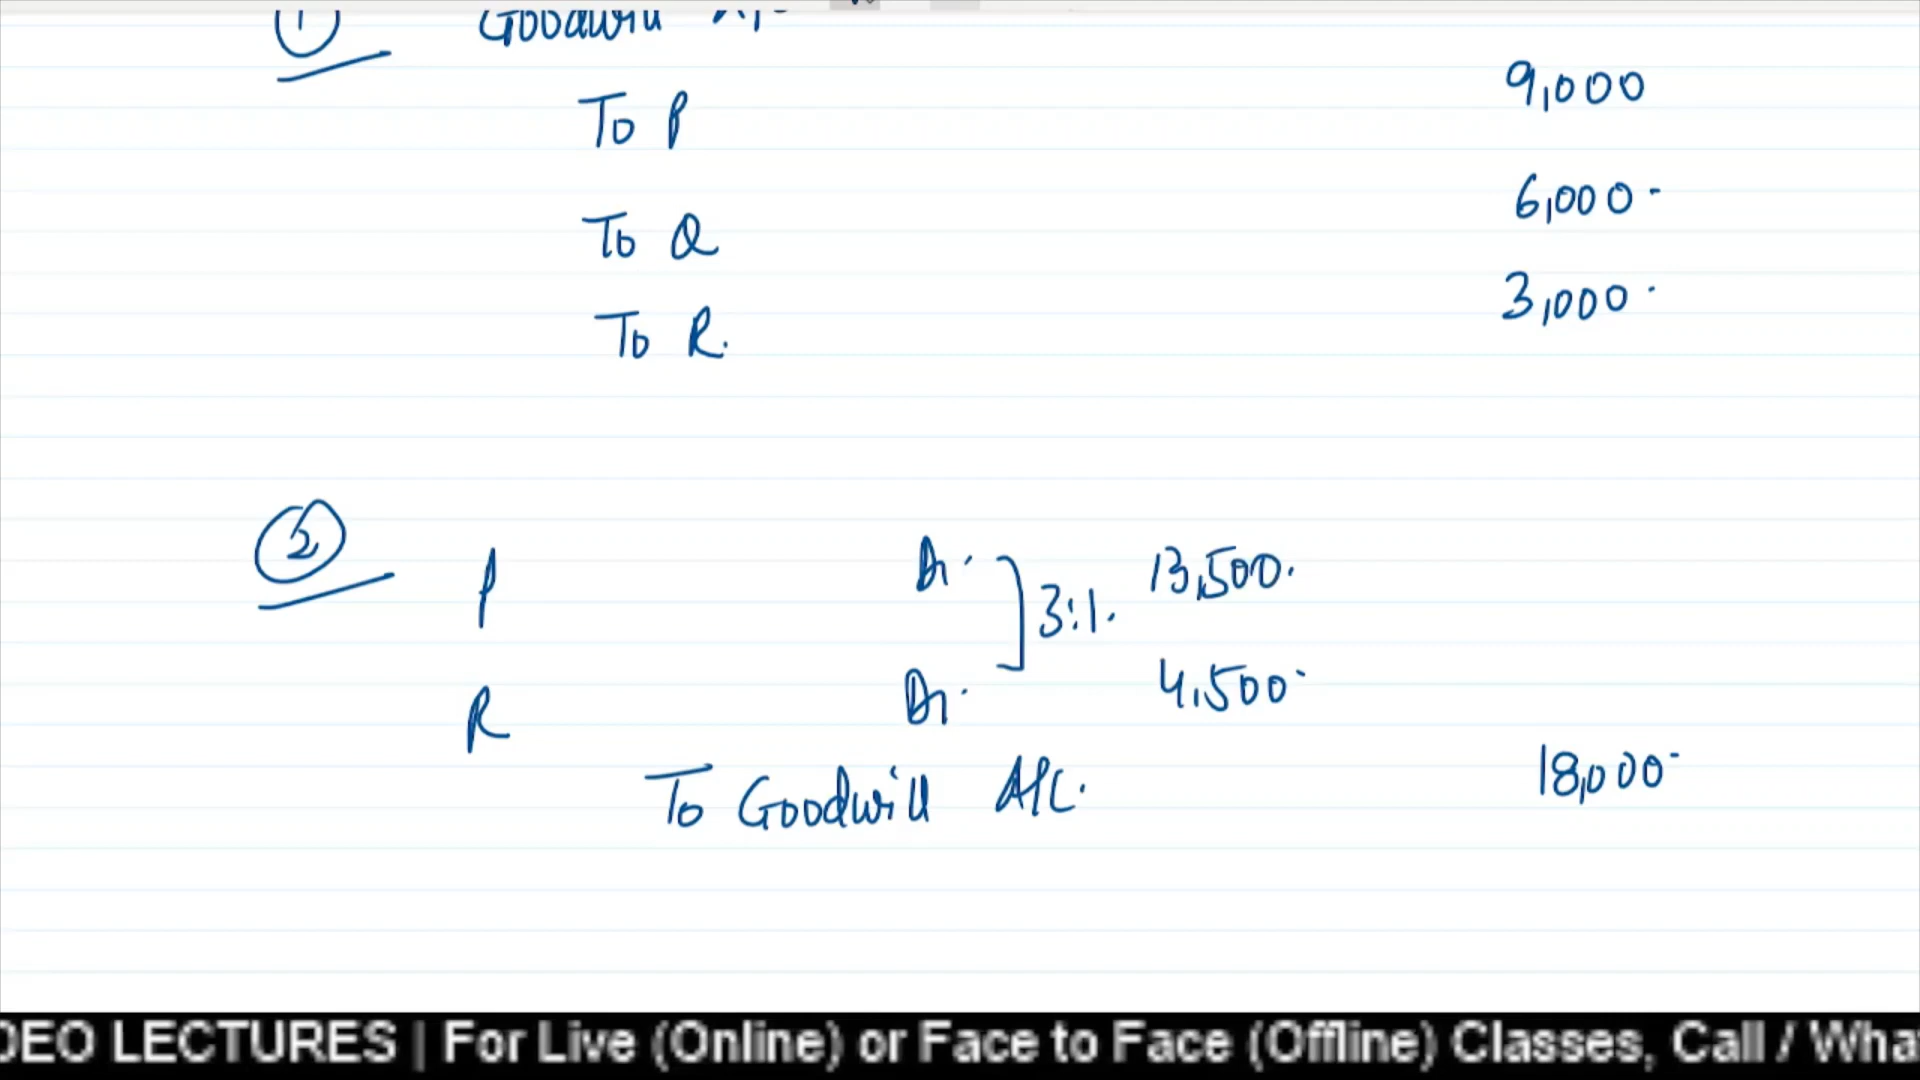 ① Goodwill A/c
To P 9,000
To Q 6,000
To R. 3,000
② P Dr. 3:1. 13,500.
R Dr. 4,500
To Goodwill A/c. 18,000
DEO LECTURES | For Live (Online) or Face to Face (Offline) Classes, Call / Wha